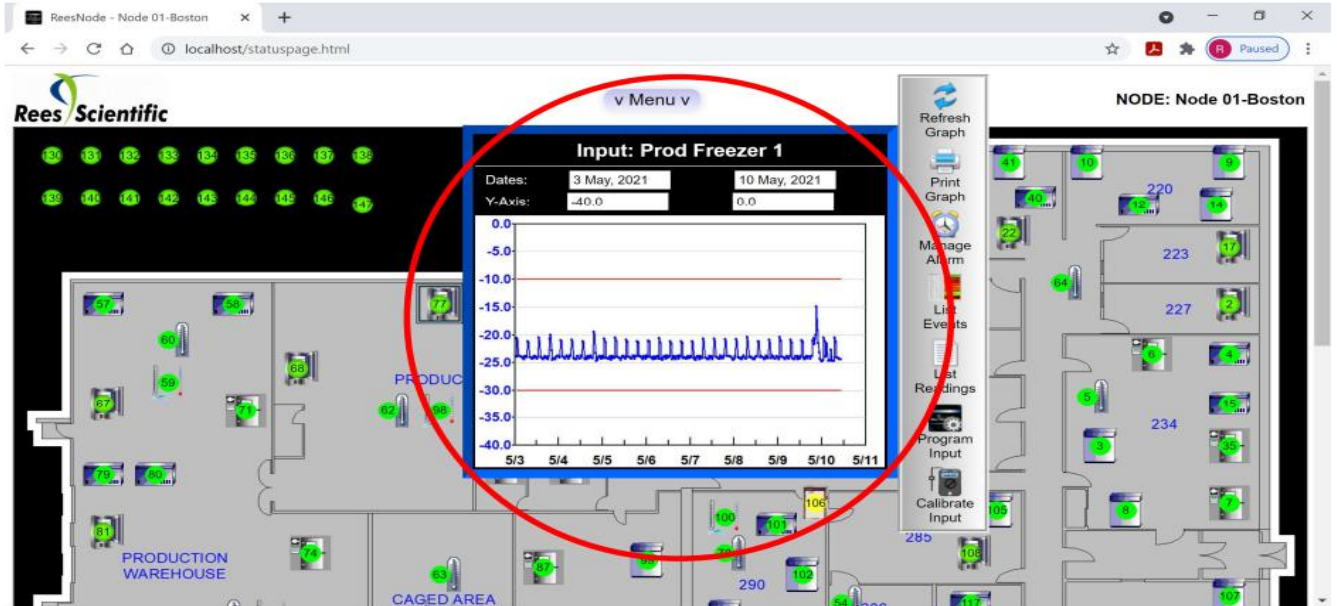 ReesNode - Node 01-Boston
localhost/statuspage.html
Paused
R
Rees Scientific
v Menu v
NODE: Node 01-Boston
Input: Prod Freezer 1
Dates: 3 May, 2021 10 May, 2021
Y-Axis: -40.0 0.0
0.0
-5.0
-10.0
-15.0
-20.0
-25.0
-30.0
-35.0
-40.0
5/3 5/4 5/5 5/6 5/7 5/8 5/9 5/10 5/11
Refresh
Graph
Print
Graph
Manage
Alarm
List
Events
List
Readings
Program
Input
Calibrate
Input
130 131 132 133 134 135 136 137 138
139 140 141 142 143 144 145 146 147
41 10 9
220
40 12 14
22 223 17
64
227 2
57 58 77
60
6 4
68
59 PRODUC
5 15
67 71 62 98
234
3 35
79 80
106
7
100 101 105 8
81
285
PRODUCTION
WAREHOUSE
74 87 108
63 290 102
CAGED AREA
54 117 107